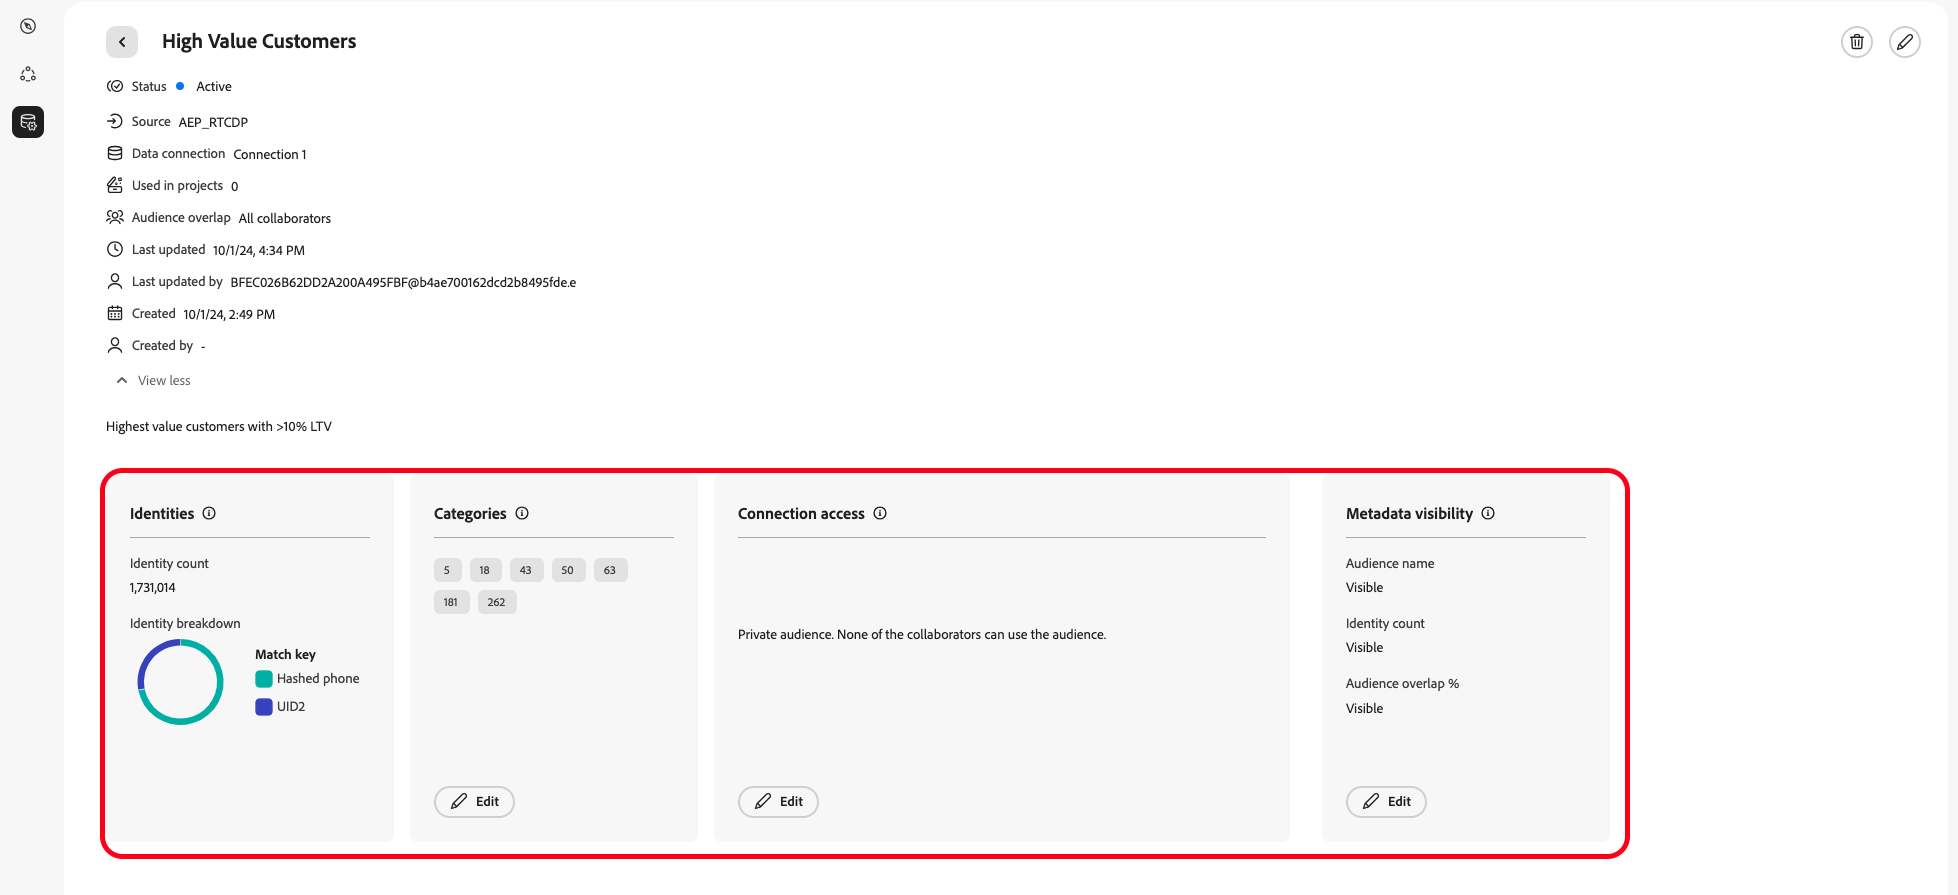 High Value Customers
Status Active
Source AEP_RTCDP
Data connection Connection 1
Used in projects 0
Audience overlap All collaborators
Last updated 10/1/24, 4:34 PM
Last updated by BFEC026B62DD2A200A495FBF@b4ae700162dcd2b8495fde.e
Created 10/1/24, 2:49 PM
Created by -
View less
Highest value customers with >10% LTV
Identities
Identity count
1,731,014
Identity breakdown
Match key
Hashed phone
UID2
Categories
5 18 43 50 63
181 262
Edit
Connection access
Private audience. None of the collaborators can use the audience.
Edit
Metadata visibility
Audience name
Visible
Identity count
Visible
Audience overlap %
Visible
Edit